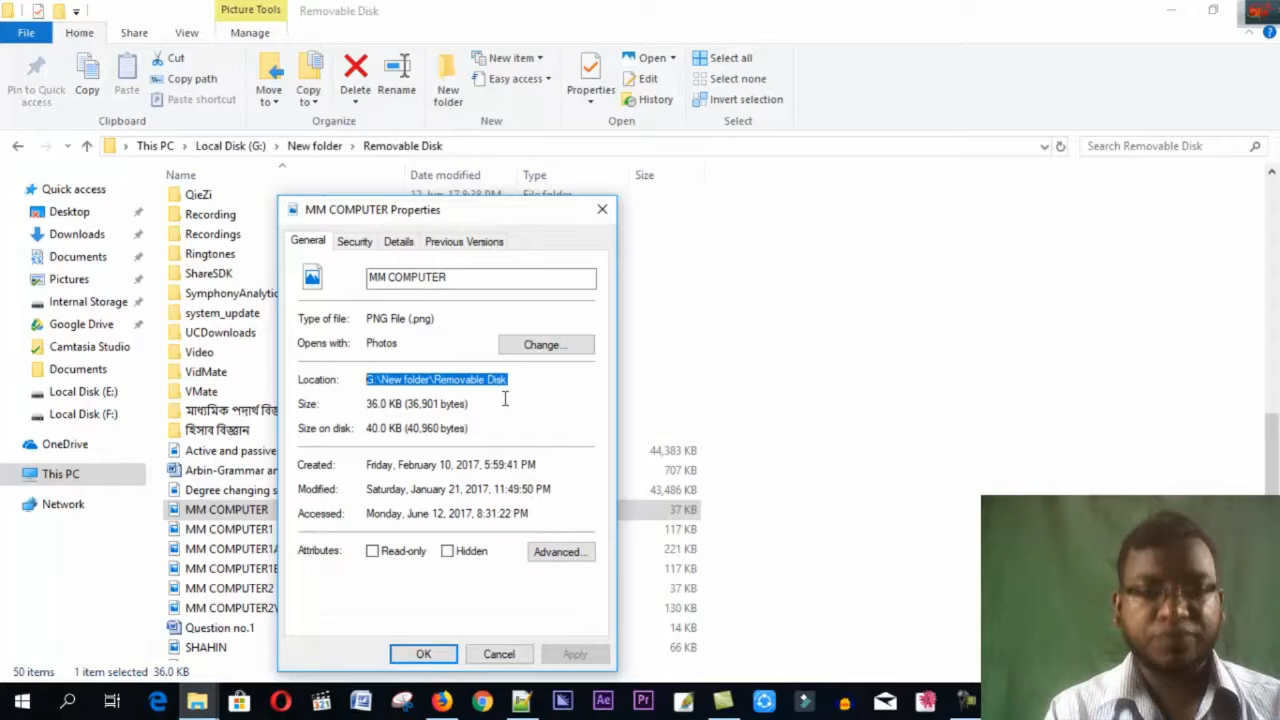 Picture Tools
Removable Disk
File
Home
Share
View
Manage
Pin to Quick access
Copy
Paste
Cut
Copy path
Paste shortcut
Move to
Copy to
Delete
Rename
New folder
New item
Easy access
Properties
Open
Edit
History
Select all
Select none
Invert selection
Clipboard
Organize
New
Open
Select
This PC
Local Disk (G:)
New folder
Removable Disk
Search Removable Disk
Name
Date modified
Type
Size
Quick access
Desktop
Downloads
Documents
Pictures
Internal Storage
Google Drive
Camtasia Studio
Documents
Local Disk (E:)
Local Disk (F:)
OneDrive
This PC
Network
QieZi
12-Jun-17 8:38 PM
File folder
Recording
Recordings
Ringtones
ShareSDK
SymphonyAnalytic
system_update
UCDownloads
Video
VidMate
VMate
মাধ্যমিক পদার্থ
হিসাব বিজ্ঞান
Active and passive
44,383 KB
Arbin-Grammar an
707 KB
Degree changing s
43,486 KB
MM COMPUTER
37 KB
MM COMPUTER1
117 KB
MM COMPUTER1A
221 KB
MM COMPUTER1B
117 KB
MM COMPUTER2
37 KB
MM COMPUTER2V
130 KB
Question no.1
14 KB
SHAHIN
66 KB
MM COMPUTER Properties
General
Security
Details
Previous Versions
MM COMPUTER
Type of file:
PNG File (.png)
Opens with:
Photos
Change...
Location:
G:\New folder\Removable Disk
Size:
36.0 KB (36,901 bytes)
Size on disk:
40.0 KB (40,960 bytes)
Created:
Friday, February 10, 2017, 5:59:41 PM
Modified:
Saturday, January 21, 2017, 11:49:50 PM
Accessed:
Monday, June 12, 2017, 8:31:22 PM
Attributes:
Read-only
Hidden
Advanced...
OK
Cancel
Apply
50 items
1 item selected 36.0 KB
Ae
Pr